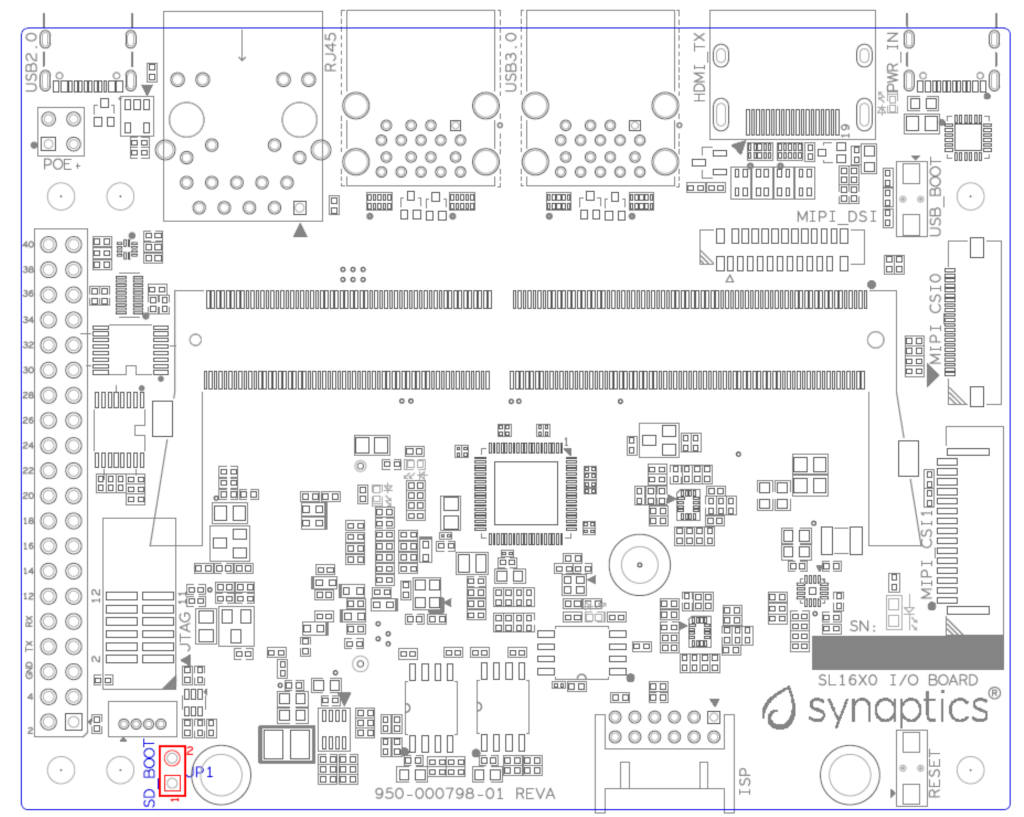 USB2.0
RJ45
USB3.0
HDMI_TX
PWR_IN
19
POE+
USB_BOOT
MIPI_DSI
MIPI_CSI0
40
38
36
34
32
30
28
26
24
22
20
18
16
14
12
RX
TX
GND
4
2
1
12
11
JTAG
2
MIPI_CSI1
SN:
SL16X0 I/O BOARD
synaptics®
SD_BOOT
2
JP1
1
950-000798-01 REVA
ISP
RESET